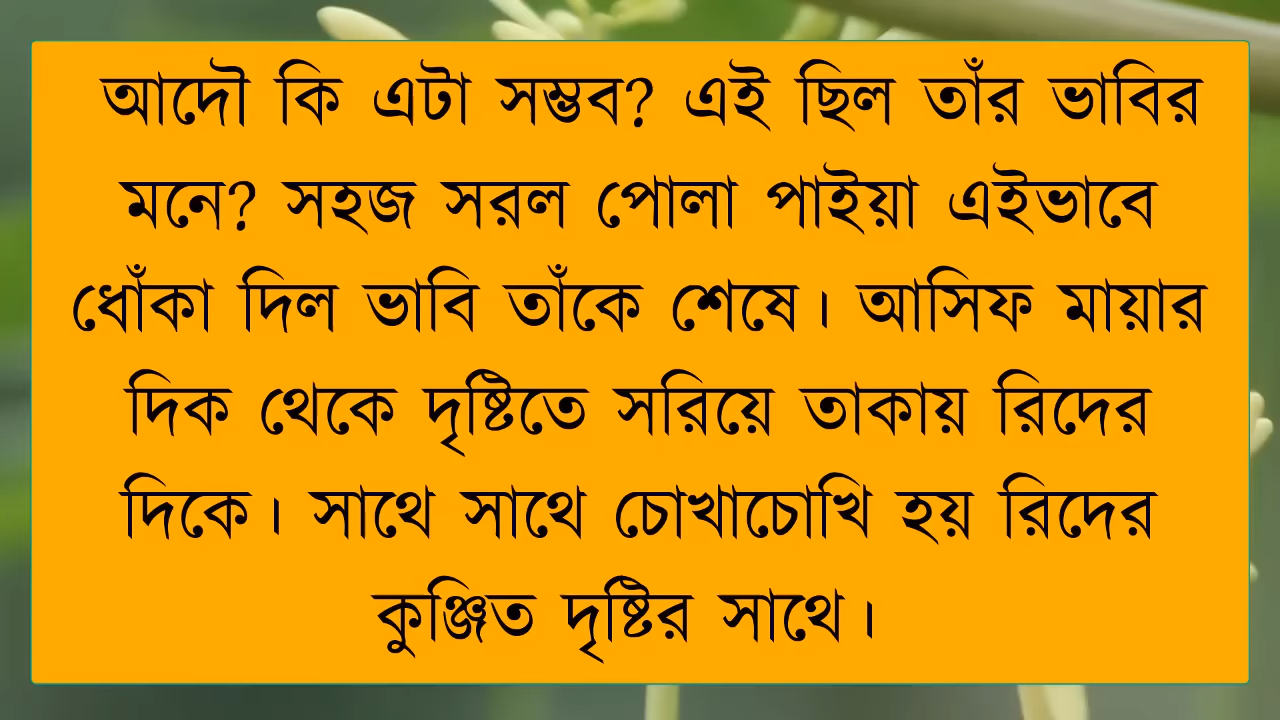 আদৌ কি এটা সম্ভব? এই ছিল তাঁর ভাবির
মনে? সহজ সরল পোলা পাইয়া এইভাবে
ধোঁকা দিল ভাবি তাঁকে শেষে। আসিফ মায়ার
দিক থেকে দৃষ্টিতে সরিয়ে তাকায় রিদের
দিকে। সাথে সাথে চোখাচোখি হয় রিদের
কুঞ্জিত দৃষ্টির সাথে।